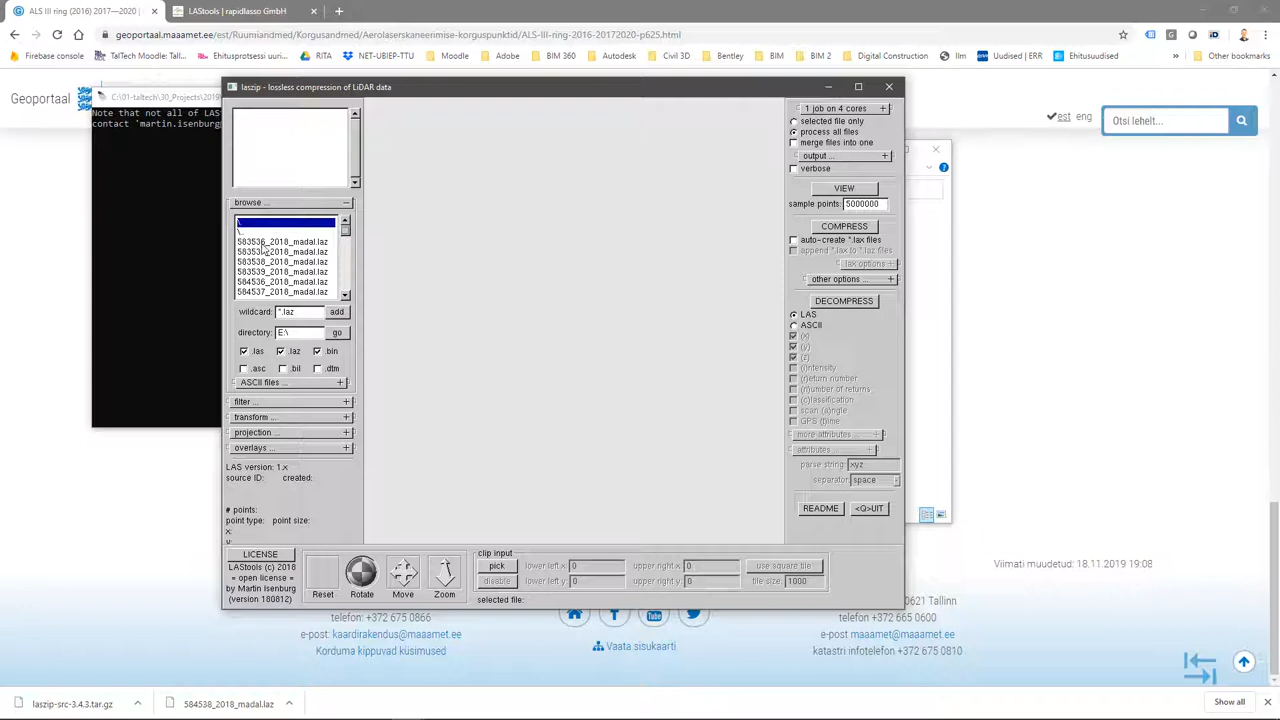 ALS III ring (2016) 2017—2020 |
LAStools | rapidlasso GmbH
geoportaal.maaamet.ee/est/Ruumiandmed/Korgusandmed/Aerolaserskaneerimise-korguspunktid/ALS-III-ring-2016-20172020-p625.html
Firebase console
TalTech Moodle: Tall...
Ehitusprotsessi suuni...
RITA
NET-UBIEP-TTU
Moodle
Adobe
BIM 360
Autodesk
Civil 3D
Bentley
BIM
BIM 2
Digital Construction
Ilm
Uudised | ERR
Ehitusuudised
»
Other bookmarks
Geoportaal
C:\01-taltech\30_Projects\2019
Note that not all of LAS
contact 'martin.isenburg
est eng
Otsi lehelt...
laszip - lossless compression of LiDAR data
browse ...
\
\..
583536_2018_madal.laz
583538_2018_madal.laz
583539_2018_madal.laz
584536_2018_madal.laz
584537_2018_madal.laz
wildcard: *.laz add
directory: E:\ go
.las .laz .bin
.asc .bil .dtm
ASCII files ...
filter ...
transform ...
projection ...
overlays ...
LAS version: 1.x
source ID: created:
# points:
point type: point size:
x:
y:
LICENSE
LAStools (c) 2018
= open license =
by Martin Isenburg
(version 180812)
Reset
Rotate
Move
Zoom
clip input
pick lower left x: 0 upper right x: 0 use square tile
disable lower left y: 0 upper right y: 0 tile size: 1000
selected file:
1 job on 4 cores
selected file only
process all files
merge files into one
output ...
verbose
VIEW
sample points: 5000000
COMPRESS
auto-create *.lax files
append *.lax to *.laz files
lax options
other options ...
DECOMPRESS
LAS
ASCII
(x)
(y)
(z)
(i)ntensity
(r)eturn number
(n)umber of returns
(c)lassification
scan (a)ngle
GPS (t)ime
more attributes ...
attributes ...
parse string: xyz
separator: space
README
<Q>UIT
Viimati muudetud: 18.11.2019 19:08
Tallinn
telefon: +372 675 0866
e-post: kaardirakendus@maaamet.ee
Korduma kippuvad küsimused
Vaata sisukaarti
telefon: +372 665 0600
e-post maaamet@maaamet.ee
katastri infotelefon +372 675 0810
laszip-src-3.4.3.tar.gz
584538_2018_madal.laz
Show all